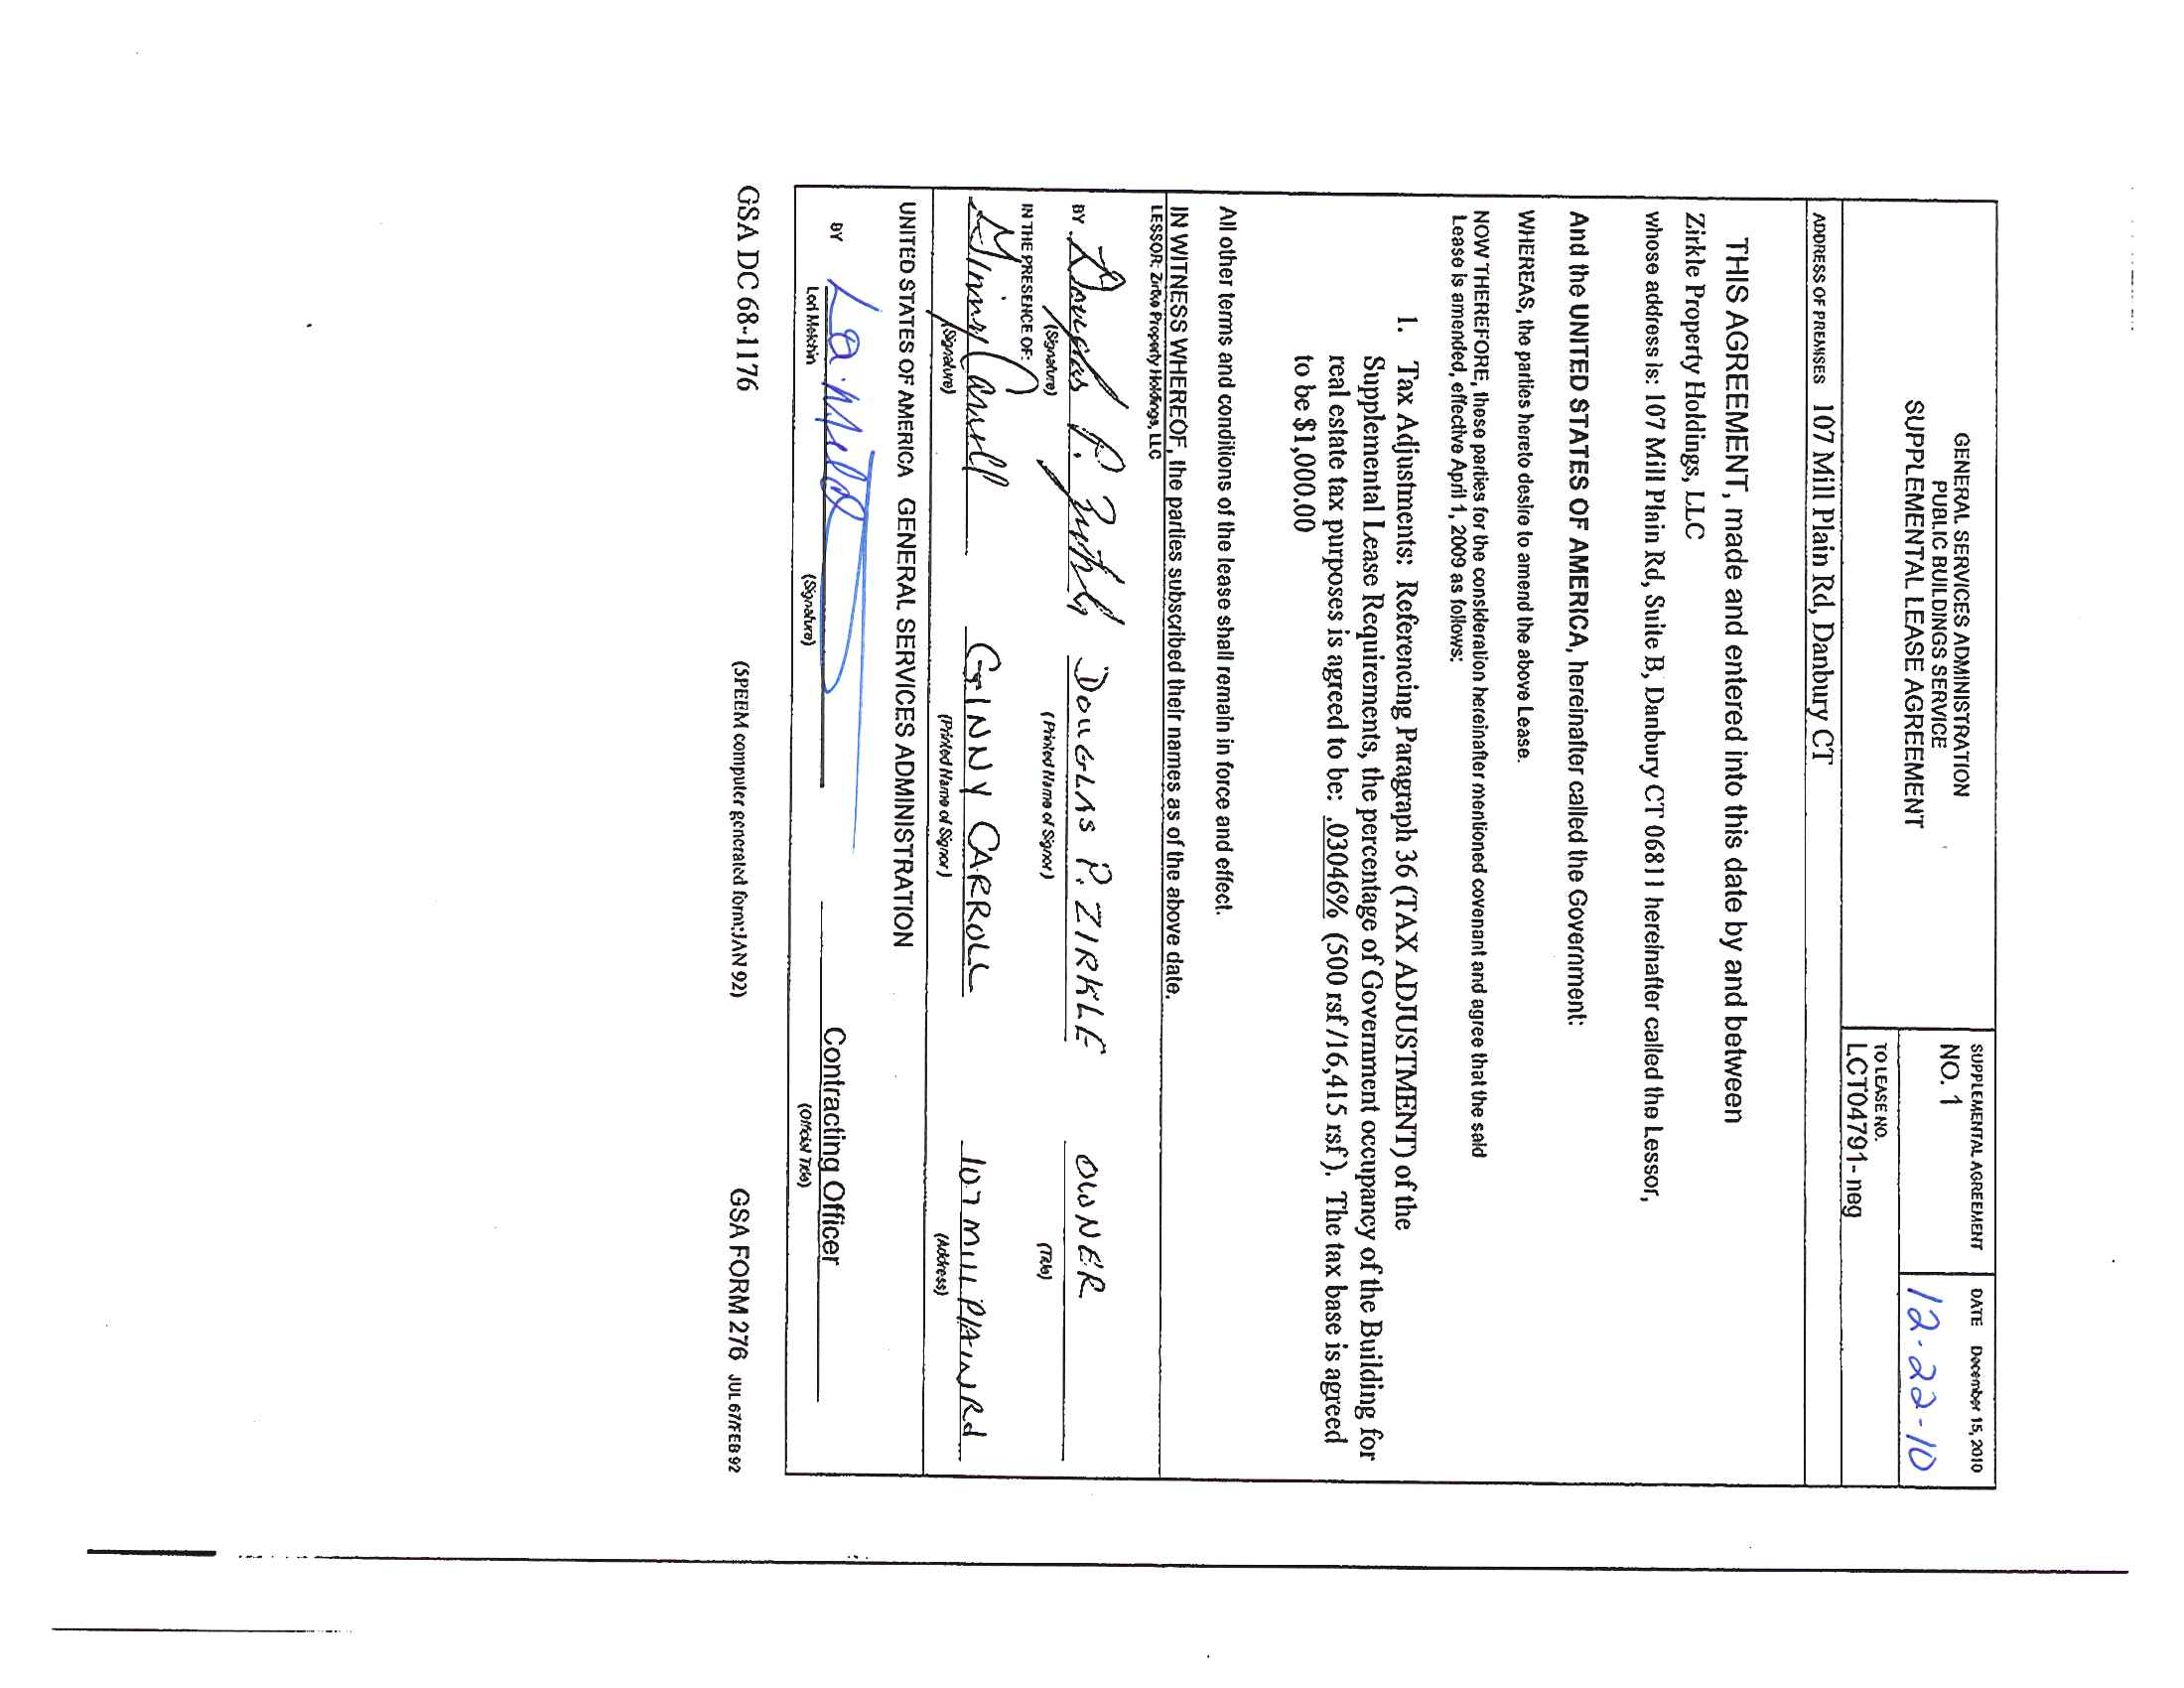 GENERAL SERVICES ADMINISTRATION
PUBLIC BUILDINGS SERVICE
SUPPLEMENTAL LEASE AGREEMENT
SUPPLEMENTAL AGREEMENT
NO. 1
DATE December 15, 2010
12-22-10
TO LEASE NO.
LCT04791- neg
ADDRESS OF PREMISES 107 Mill Plain Rd, Danbury CT
THIS AGREEMENT, made and entered into this date by and between
Zirkle Property Holdings, LLC
whose address is: 107 Mill Plain Rd, Suite B, Danbury CT 06811 hereinafter called the Lessor,
And the UNITED STATES OF AMERICA, hereinafter called the Government:
WHEREAS, the parties hereto desire to amend the above Lease.
NOW THEREFORE, these parties for the consideration hereinafter mentioned covenant and agree that the said
Lease is amended, effective April 1, 2009 as follows:
1. Tax Adjustments: Referencing Paragraph 36 (TAX ADJUSTMENT) of the
Supplemental Lease Requirements, the percentage of Government occupancy of the Building for
real estate tax purposes is agreed to be: .03046% (500 rsf /16,415 rsf ). The tax base is agreed
to be $1,000.00
All other terms and conditions of the lease shall remain in force and effect.
IN WITNESS WHEREOF, the parties subscribed their names as of the above date.
LESSOR: Zirkle Property Holdings, LLC
BY Douglas P. Zirkle DOUGLAS P. ZIRKLE OWNER
(Signature) (Printed Name of Signor) (Title)
IN THE PRESENCE OF:
Ginny Carroll GINNY CARROLL 107 Mill Plain Rd
(Signature) (Printed Name of Signor) (Address)
UNITED STATES OF AMERICA GENERAL SERVICES ADMINISTRATION
BY Contracting Officer
Lori Melchin (Signature) (Official Title)
GSA DC 68-1176 (SPEEM computer generated form:JAN 92) GSA FORM 276 JUL 67/FEB 92